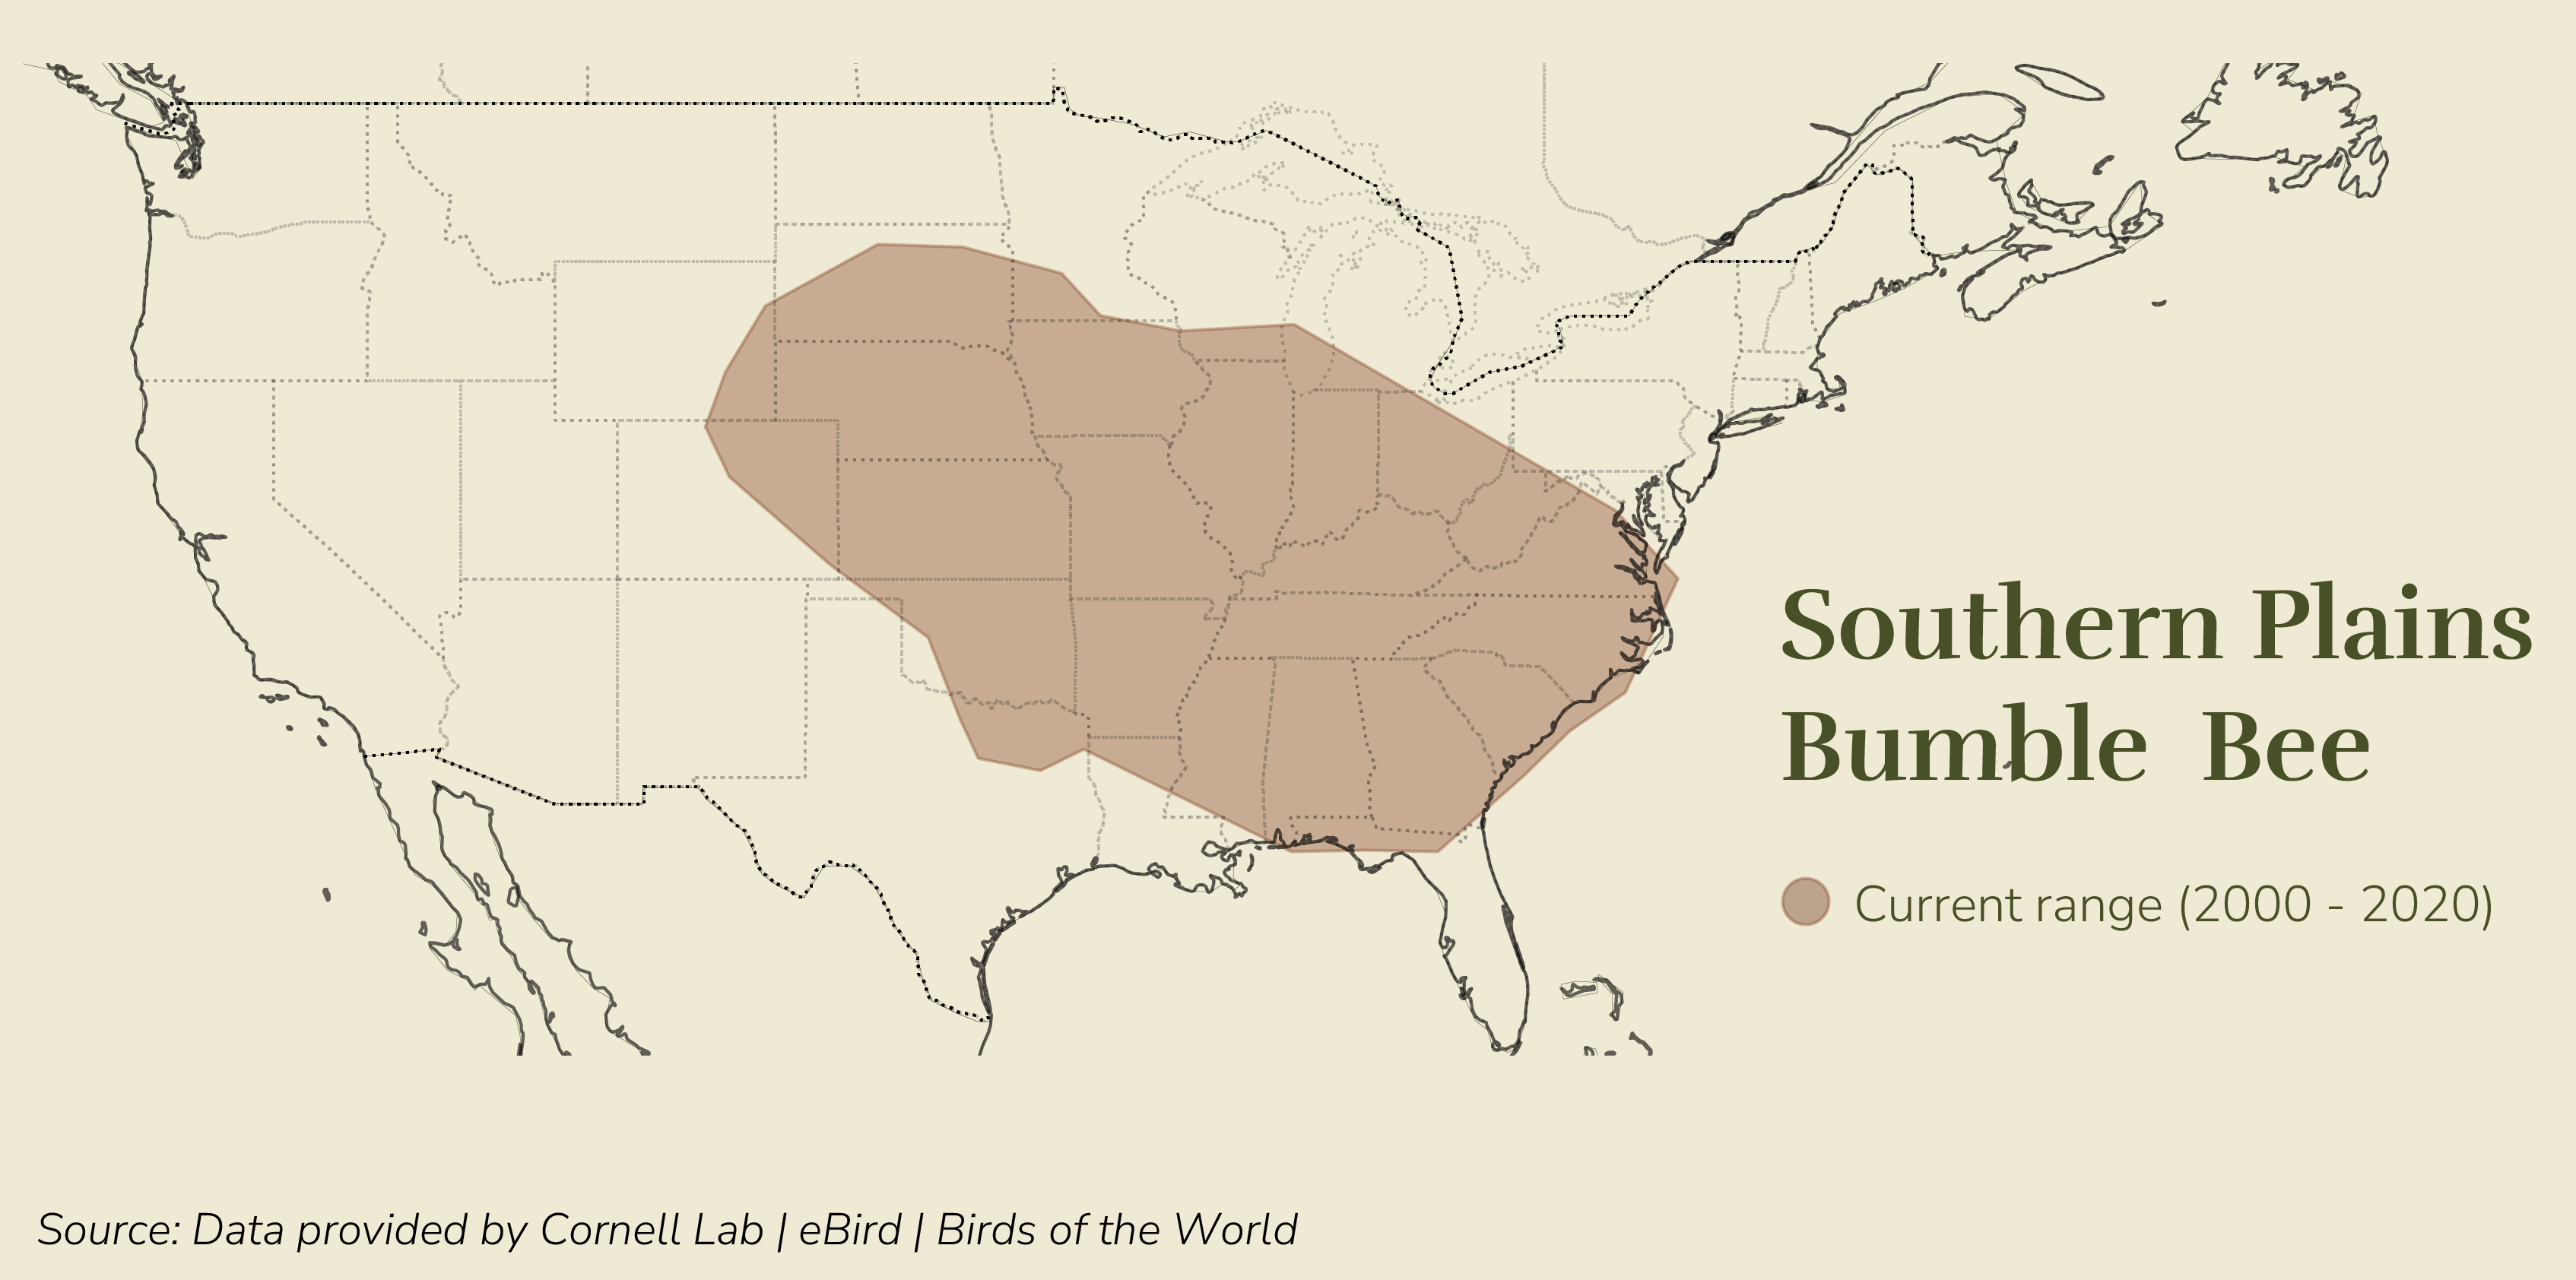 Southern Plains
Bumble Bee
Current range (2000 - 2020)
Source: Data provided by Cornell Lab | eBird | Birds of the World